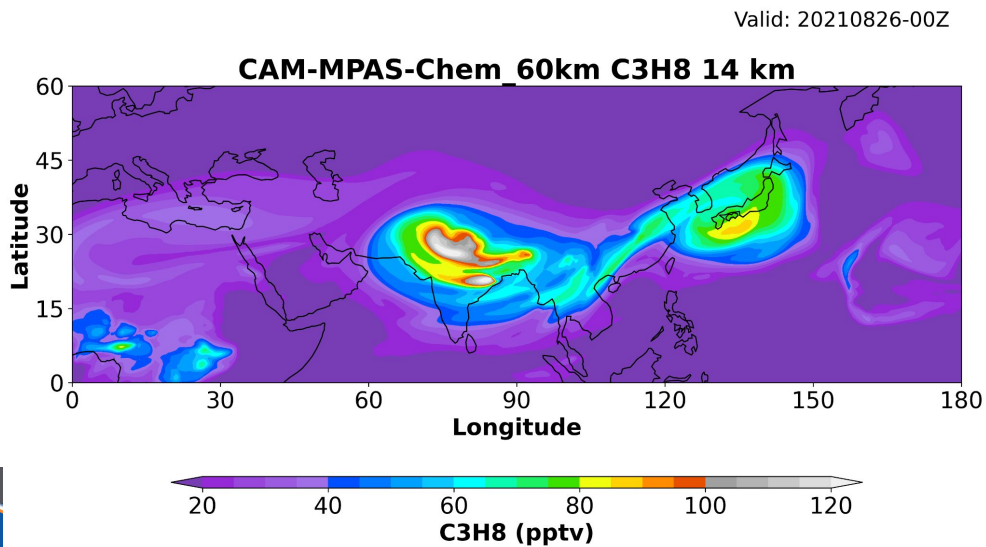 Valid: 20210826-00Z
CAM-MPAS-Chem_60km C3H8 14 km
60
45
30
15
0
Latitude
0 30 60 90 120 150 180
Longitude
20 40 60 80 100 120
C3H8 (pptv)